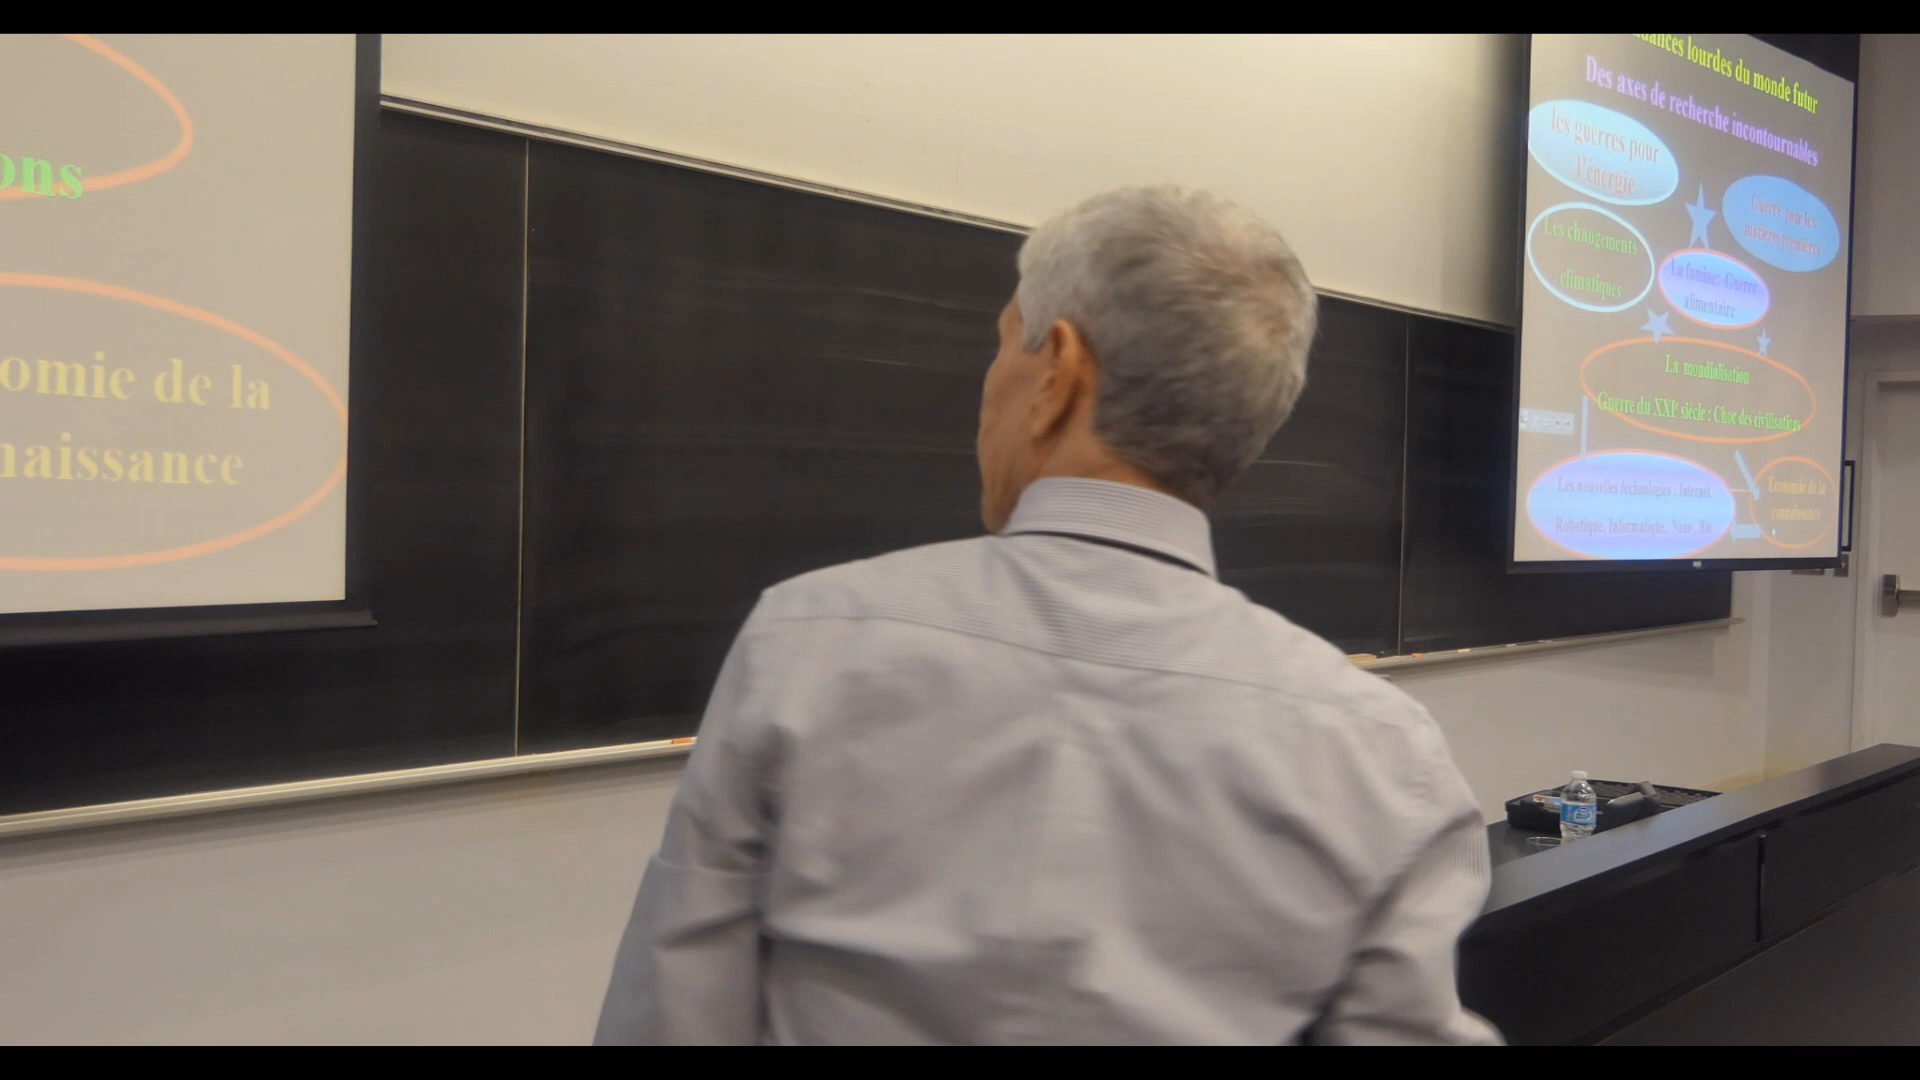 ons
omie de la
naissance
dances lourdes du monde futur
Des axes de recherche incontournables
les guerres pour
l'énergie
Guerre pour les
matières premières
Les changements
climatiques
La famine: Guerre
alimentaire
La mondialisation
Guerre du XXIe siècle : Choc des civilisations
Les nouvelles technologies : Internet
Robotique, Informatique, Nano, Bio
Economie de la
connaissance